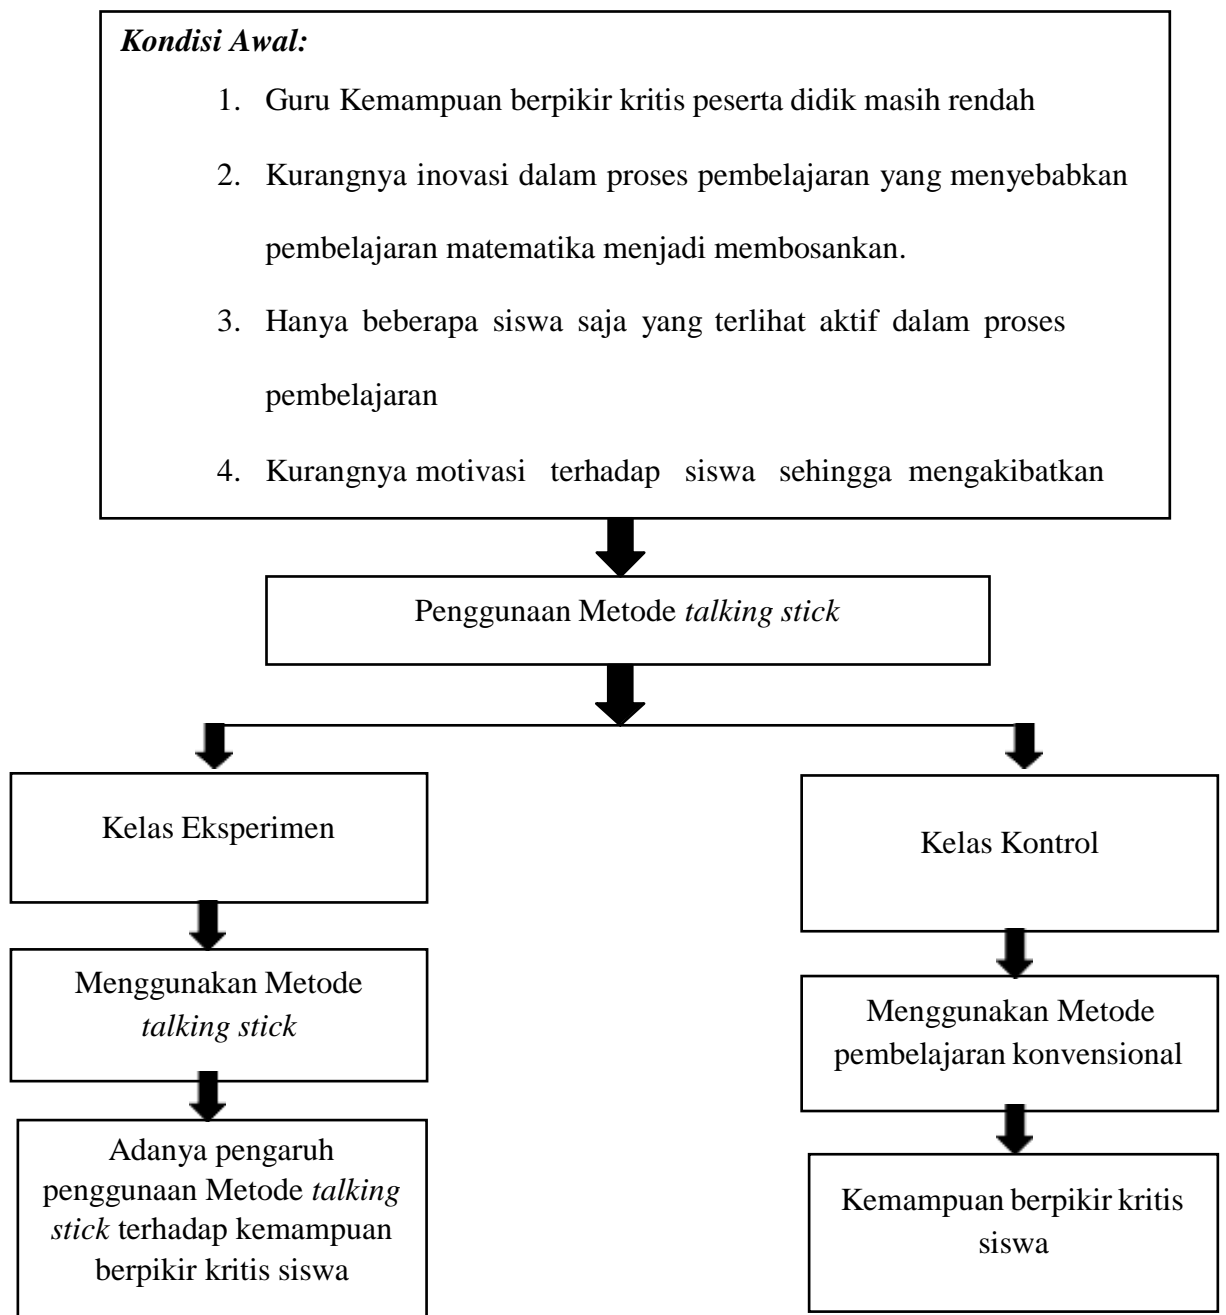 Kondisi Awal:
1. Guru Kemampuan berpikir kritis peserta didik masih rendah
2. Kurangnya inovasi dalam proses pembelajaran yang menyebabkan
pembelajaran matematika menjadi membosankan.
3. Hanya beberapa siswa saja yang terlihat aktif dalam proses
pembelajaran
4. Kurangnya motivasi terhadap siswa sehingga mengakibatkan
Penggunaan Metode talking stick
Kelas Eksperimen
Menggunakan Metode
talking stick
Adanya pengaruh
penggunaan Metode talking
stick terhadap kemampuan
berpikir kritis siswa
Kelas Kontrol
Menggunakan Metode
pembelajaran konvensional
Kemampuan berpikir kritis
siswa